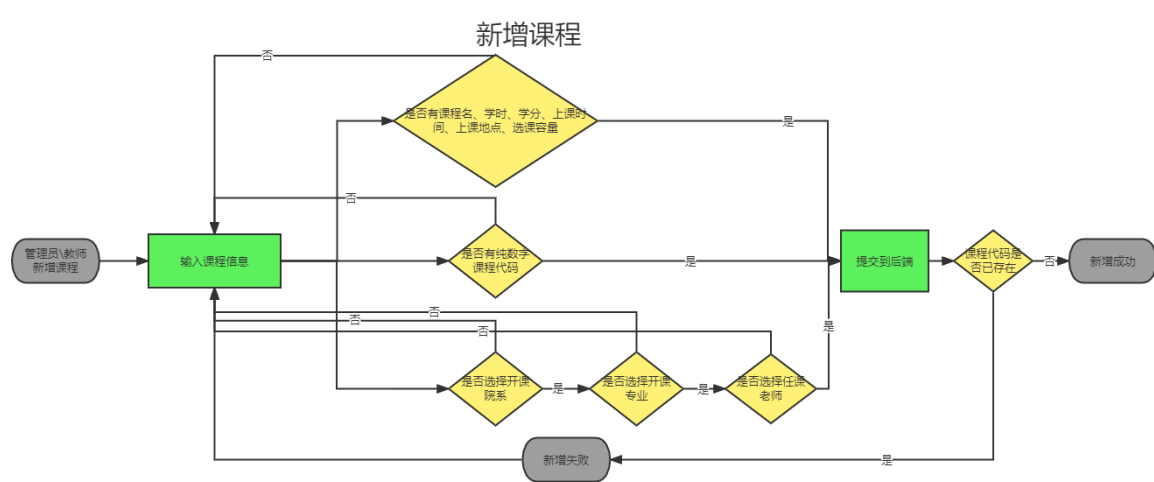 新增课程
否
是否有课程名、学时、学分、上课时
间、上课地点、选课容量
是
否
管理员\教师
新增课程
输入课程信息
是否有纯数字
课程代码
是
提交到后端
课程代码是
否已存在
否
新增成功
否
否
否
是
是否选择开课
院系
是
是否选择开课
专业
是
是否选择任课
老师
新增失败
是